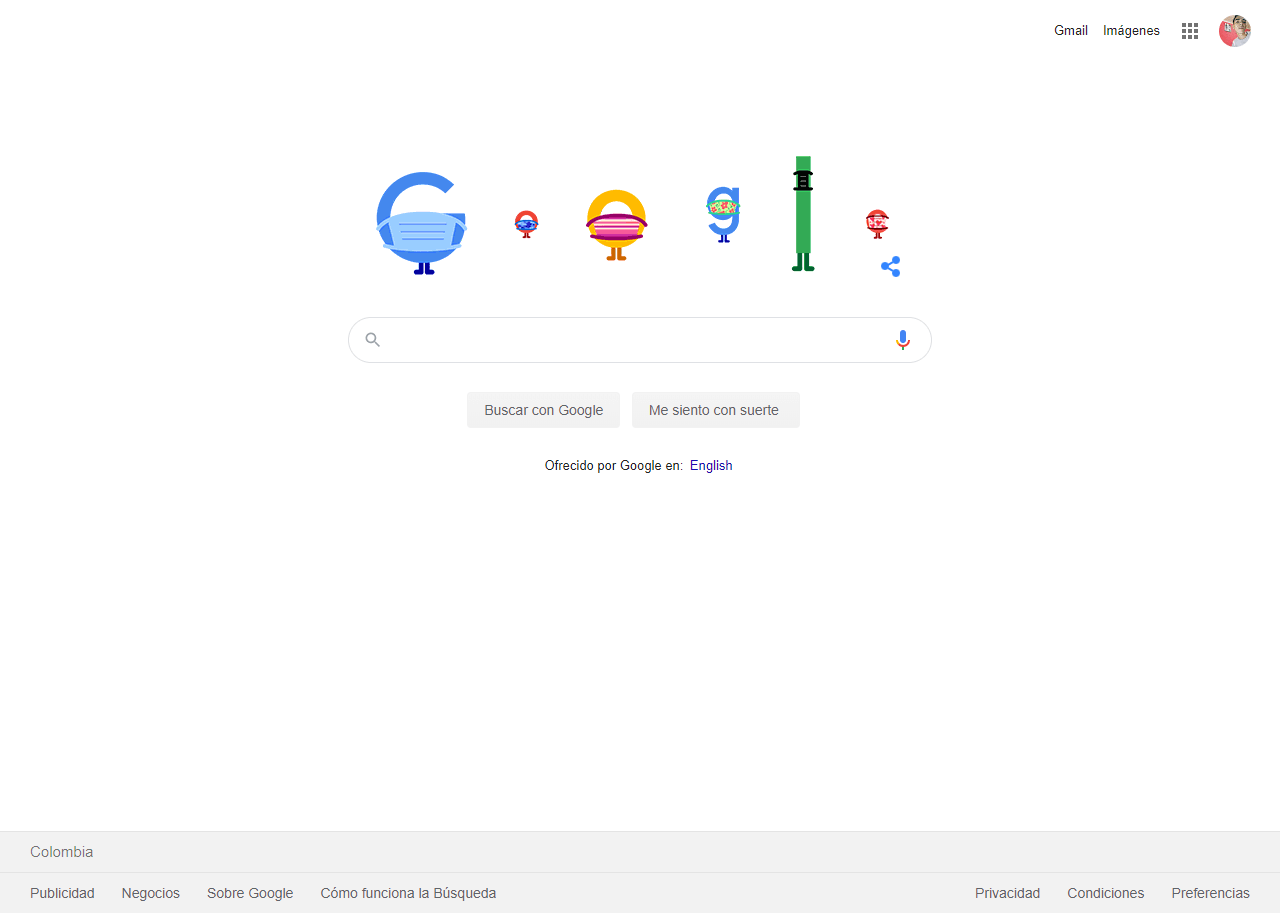 Gmail Imágenes
Google
Buscar con Google Me siento con suerte
Ofrecido por Google en: English
Colombia
Publicidad Negocios Sobre Google Cómo funciona la Búsqueda Privacidad Condiciones Preferencias